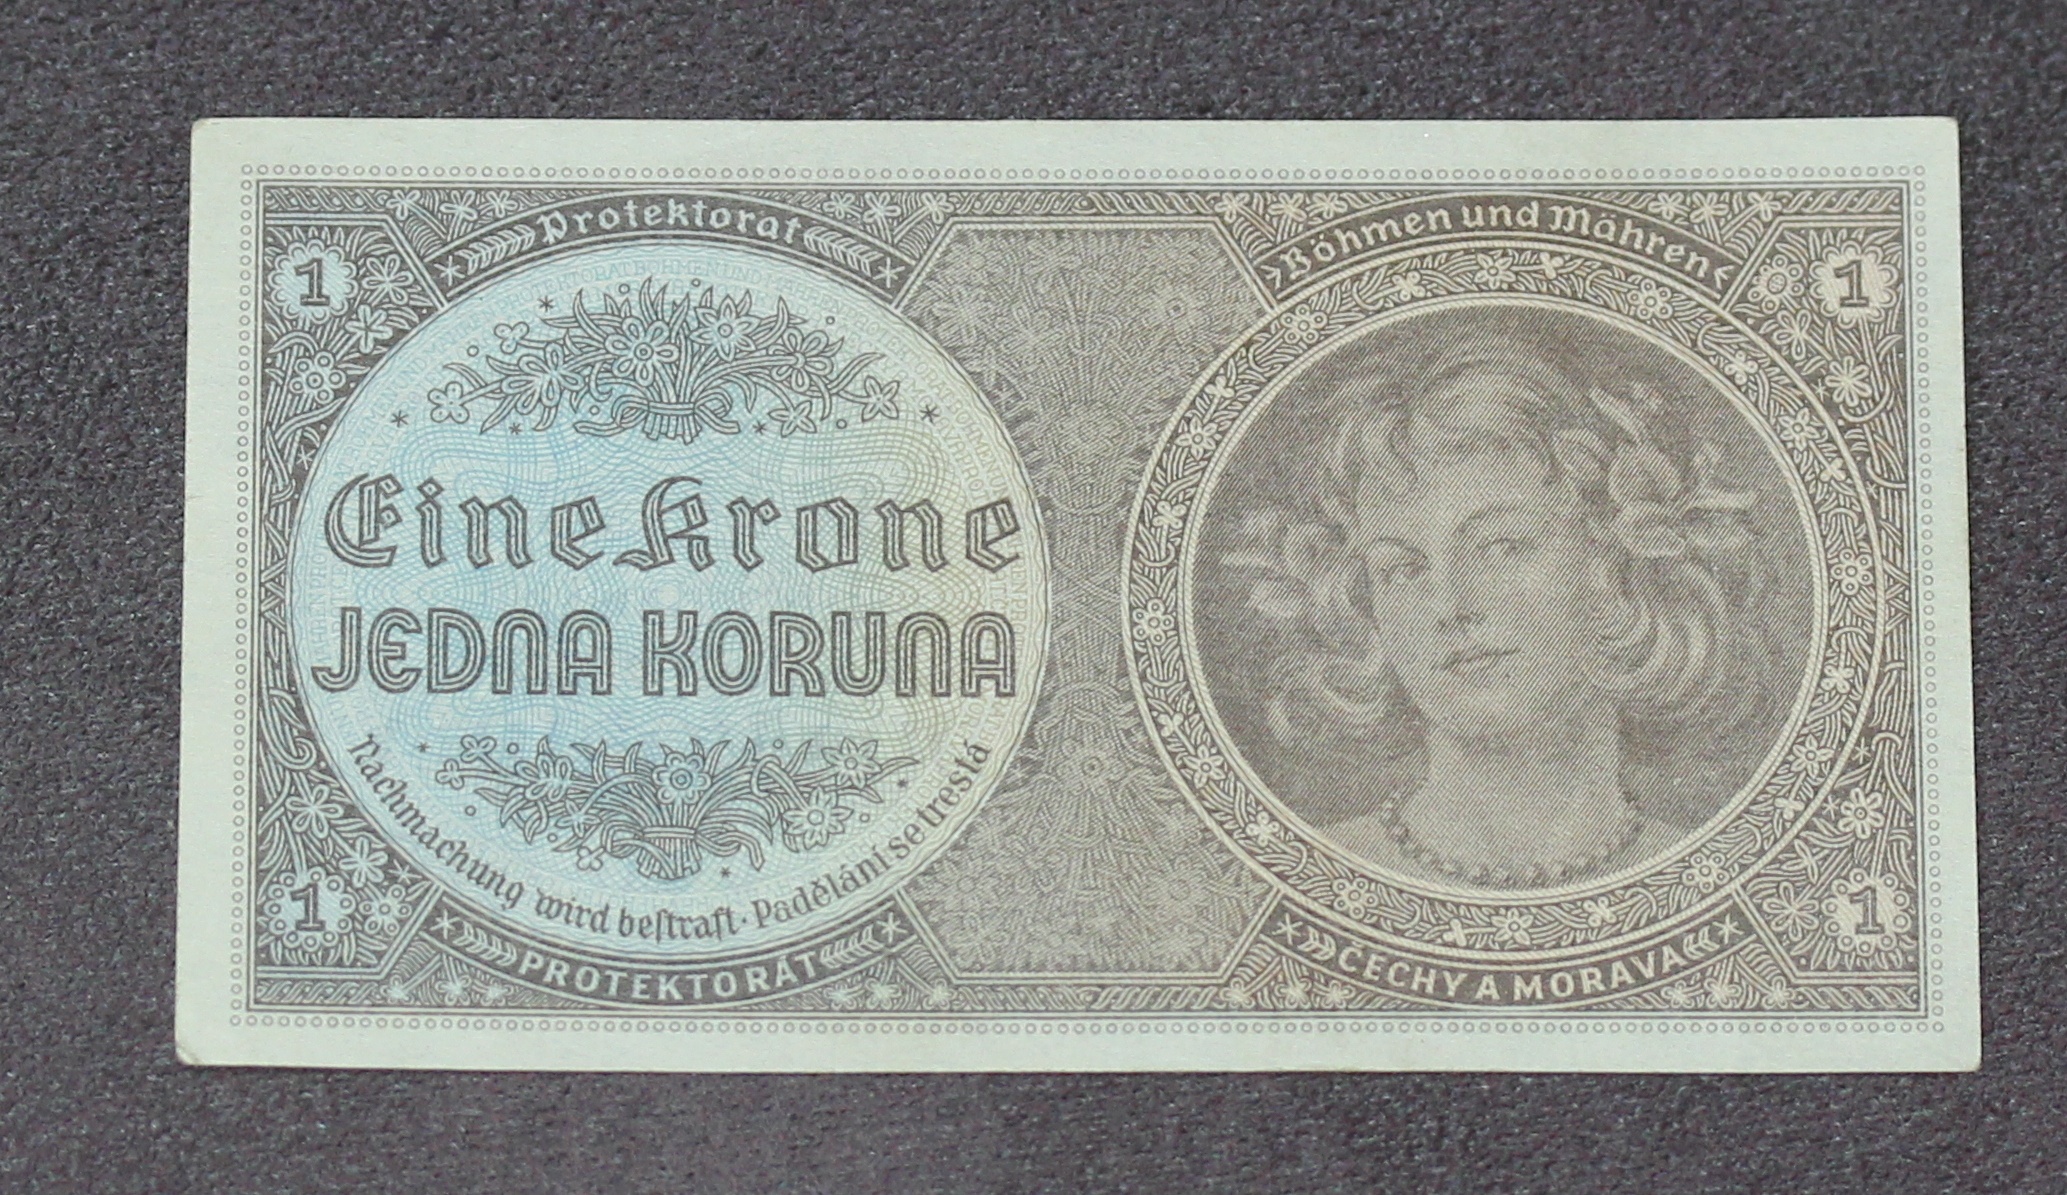 Protektorat
Böhmen und Mähren
1
1
Eine Krone
JEDNA KORUNA
Nachmachung wird bestraft · Padělání se trestá
1
1
PROTEKTORÁT
ČECHY A MORAVA